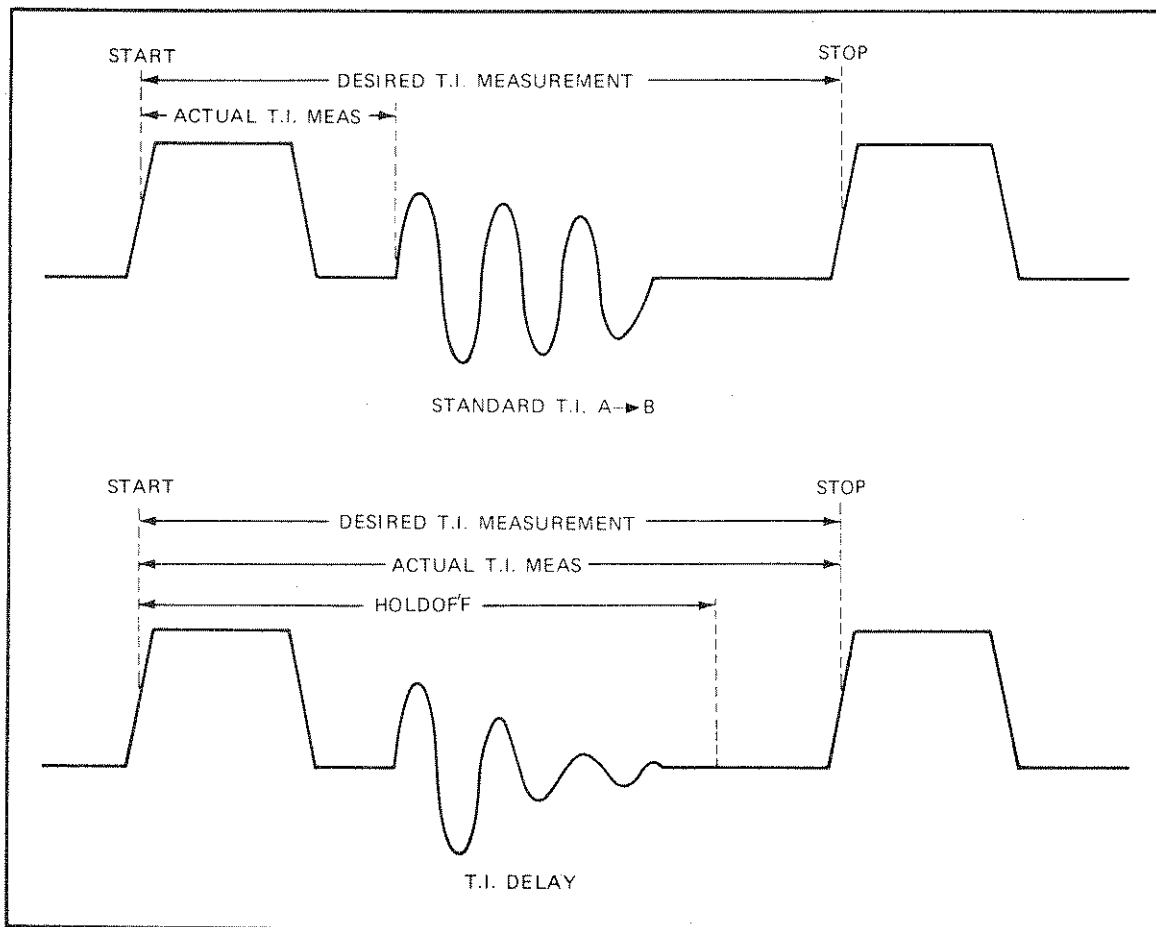 START
STOP
DESIRED T.I. MEASUREMENT
ACTUAL T.I. MEAS
STANDARD T.I. A→B
START
STOP
DESIRED T.I. MEASUREMENT
ACTUAL T.I. MEAS
HOLDOFF
T.I. DELAY